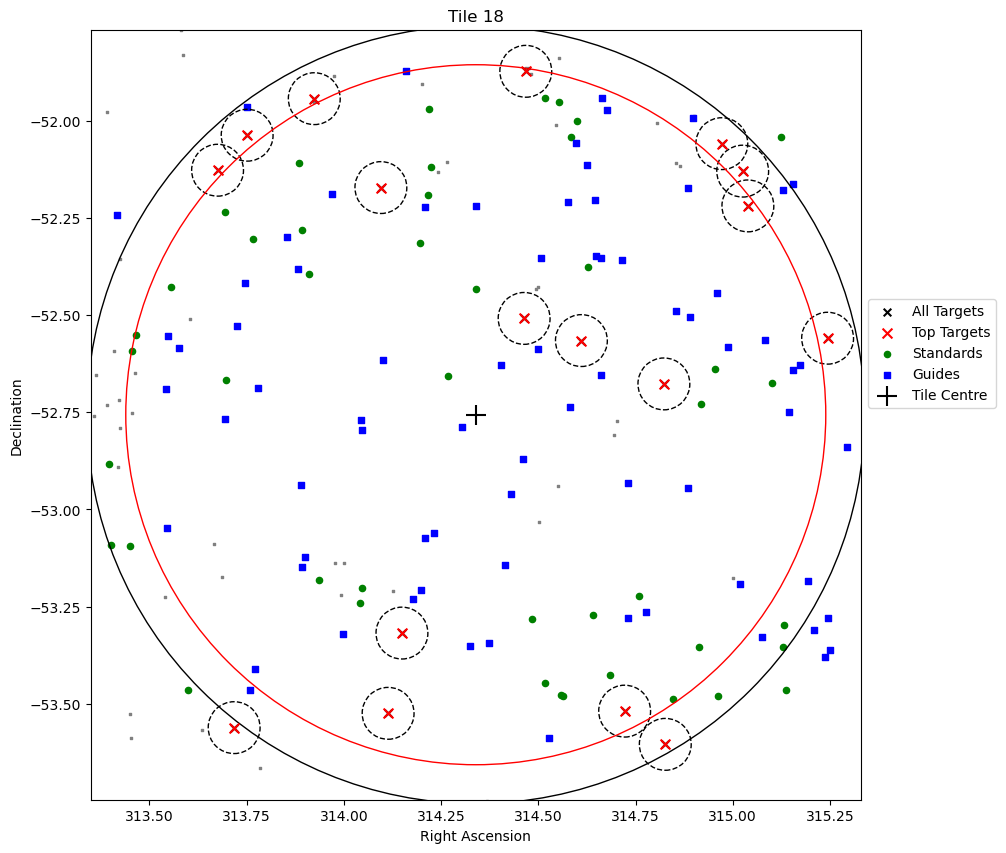 Tile 18
−52.00
−52.25
−52.50
−52.75
−53.00
−53.25
−53.50
Declination
313.50 313.75 314.00 314.25 314.50 314.75 315.00 315.25
Right Ascension
All Targets
Top Targets
Standards
Guides
Tile Centre